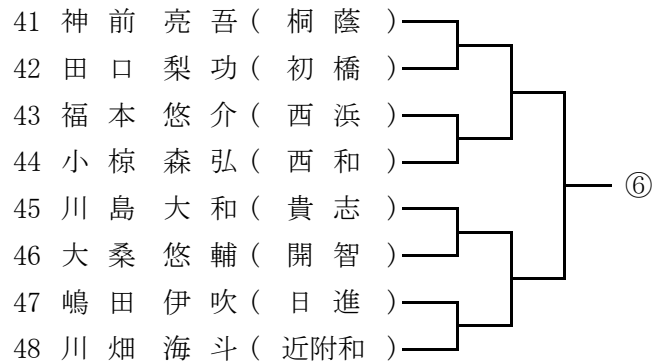 41 神前 亮吾(桐蔭)
42 田口 梨功(初橋)
43 福本 悠介(西浜)
44 小椋 森弘(西和)
⑥
45 川島 大和(貴志)
46 大桑 悠輔(開智)
47 嶋田 伊吹(日進)
48 川畑 海斗(近附和)